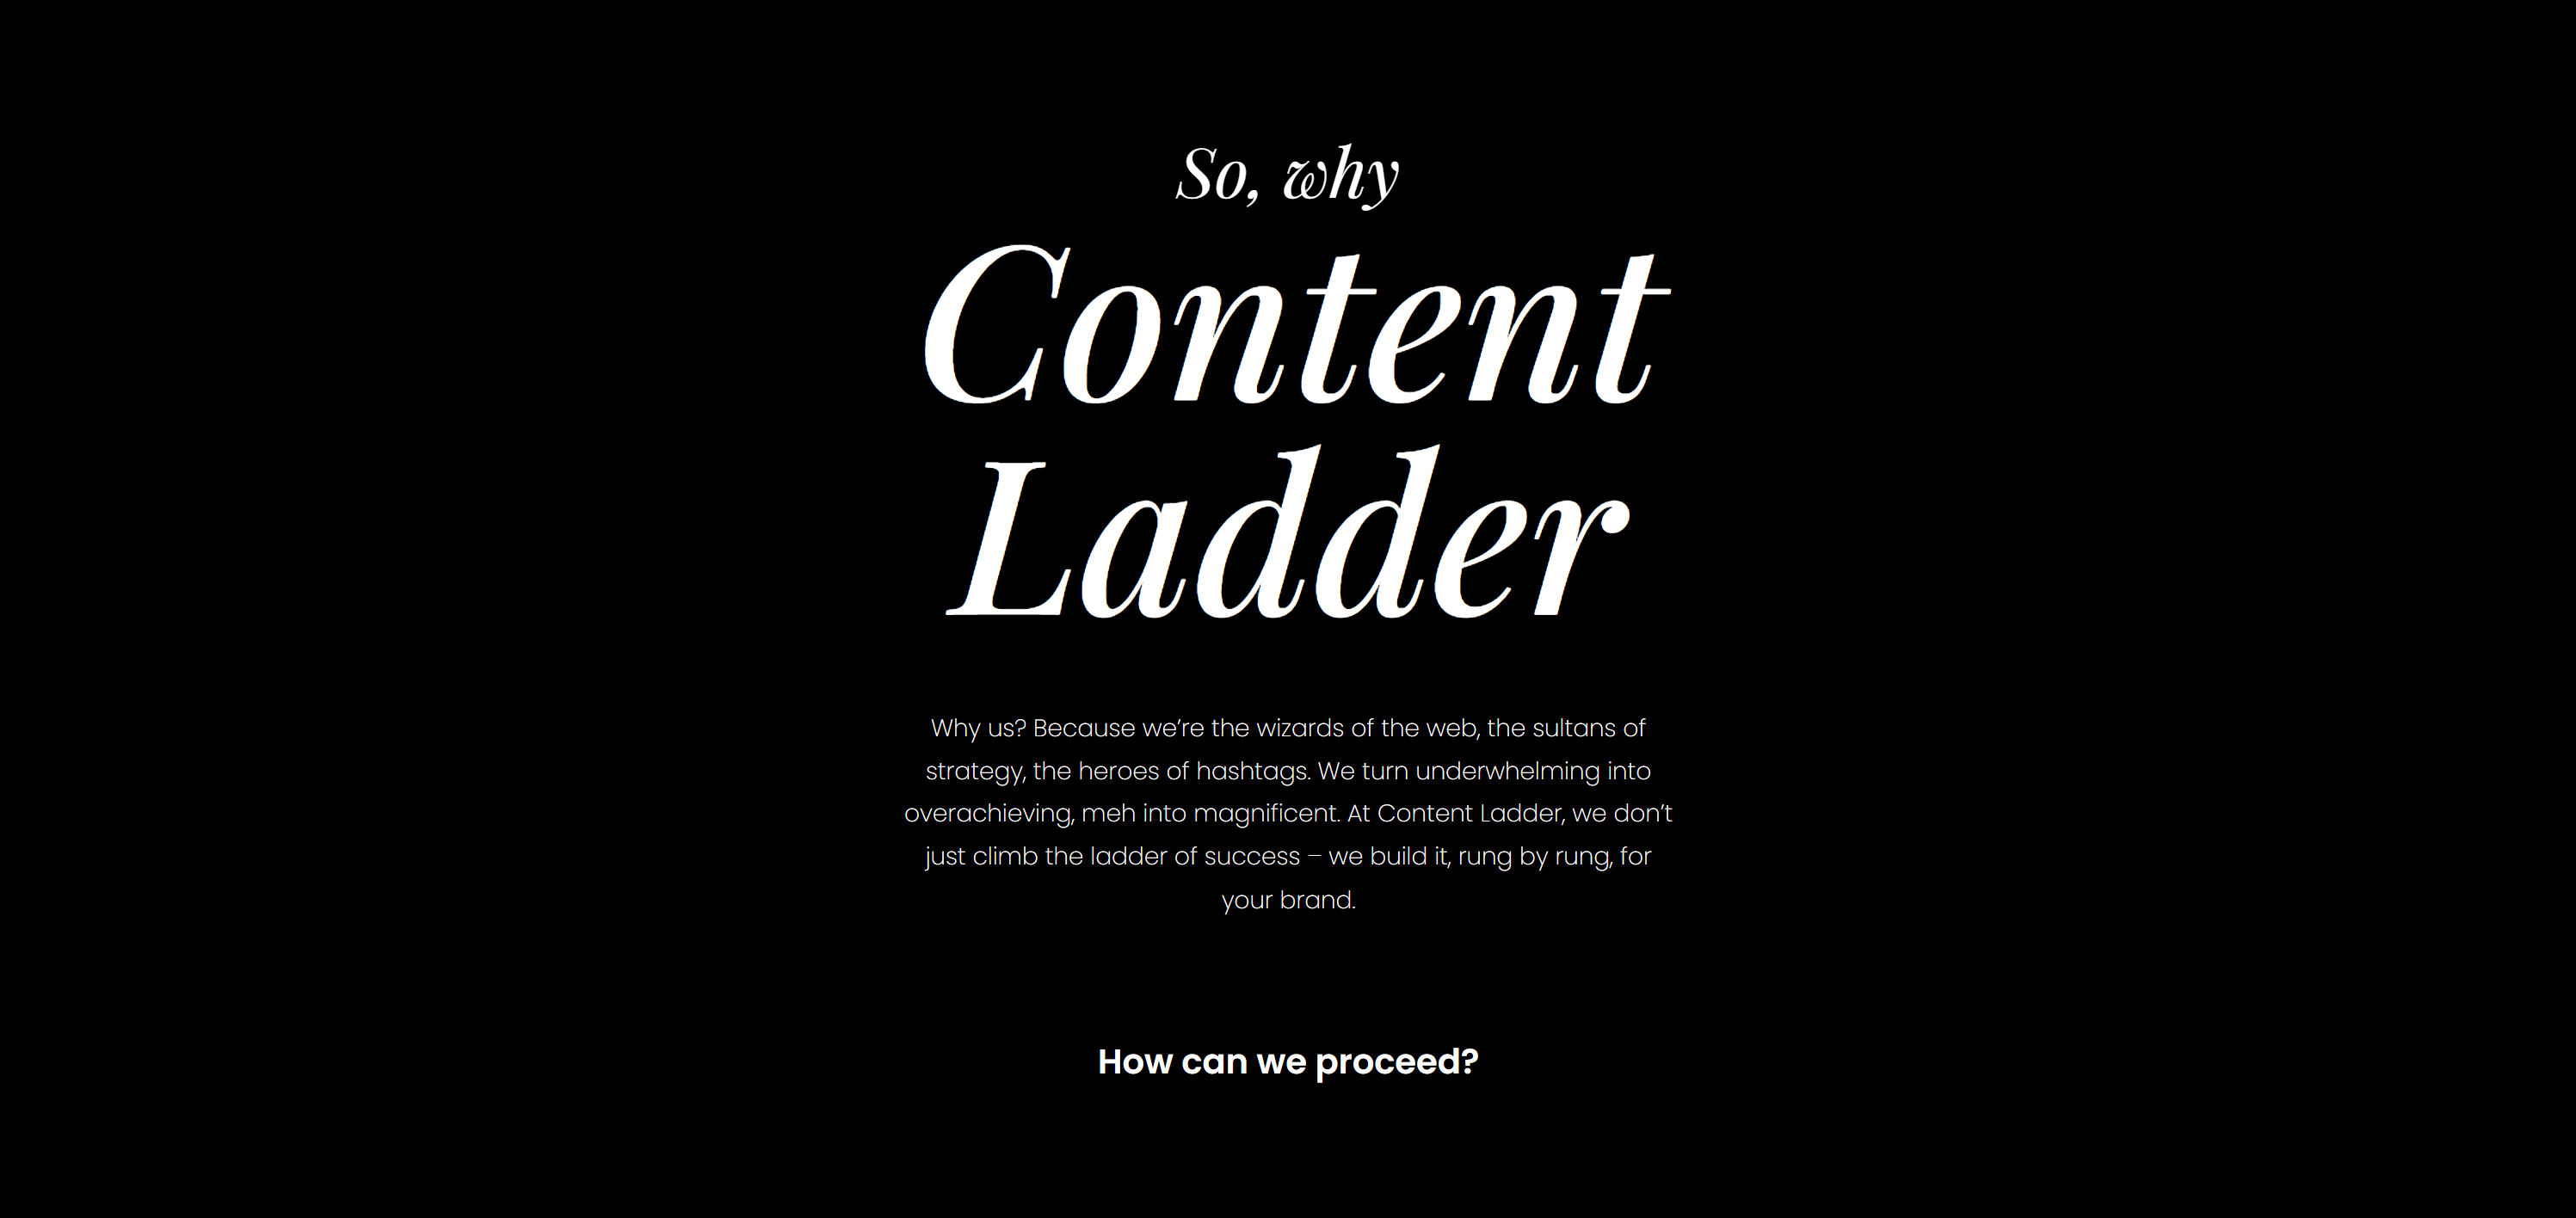 So, why
Content
Ladder
Why us? Because we’re the wizards of the web, the sultans of
strategy, the heroes of hashtags. We turn underwhelming into
overachieving, meh into magnificent. At Content Ladder, we don’t
just climb the ladder of success – we build it, rung by rung, for
your brand.
How can we proceed?